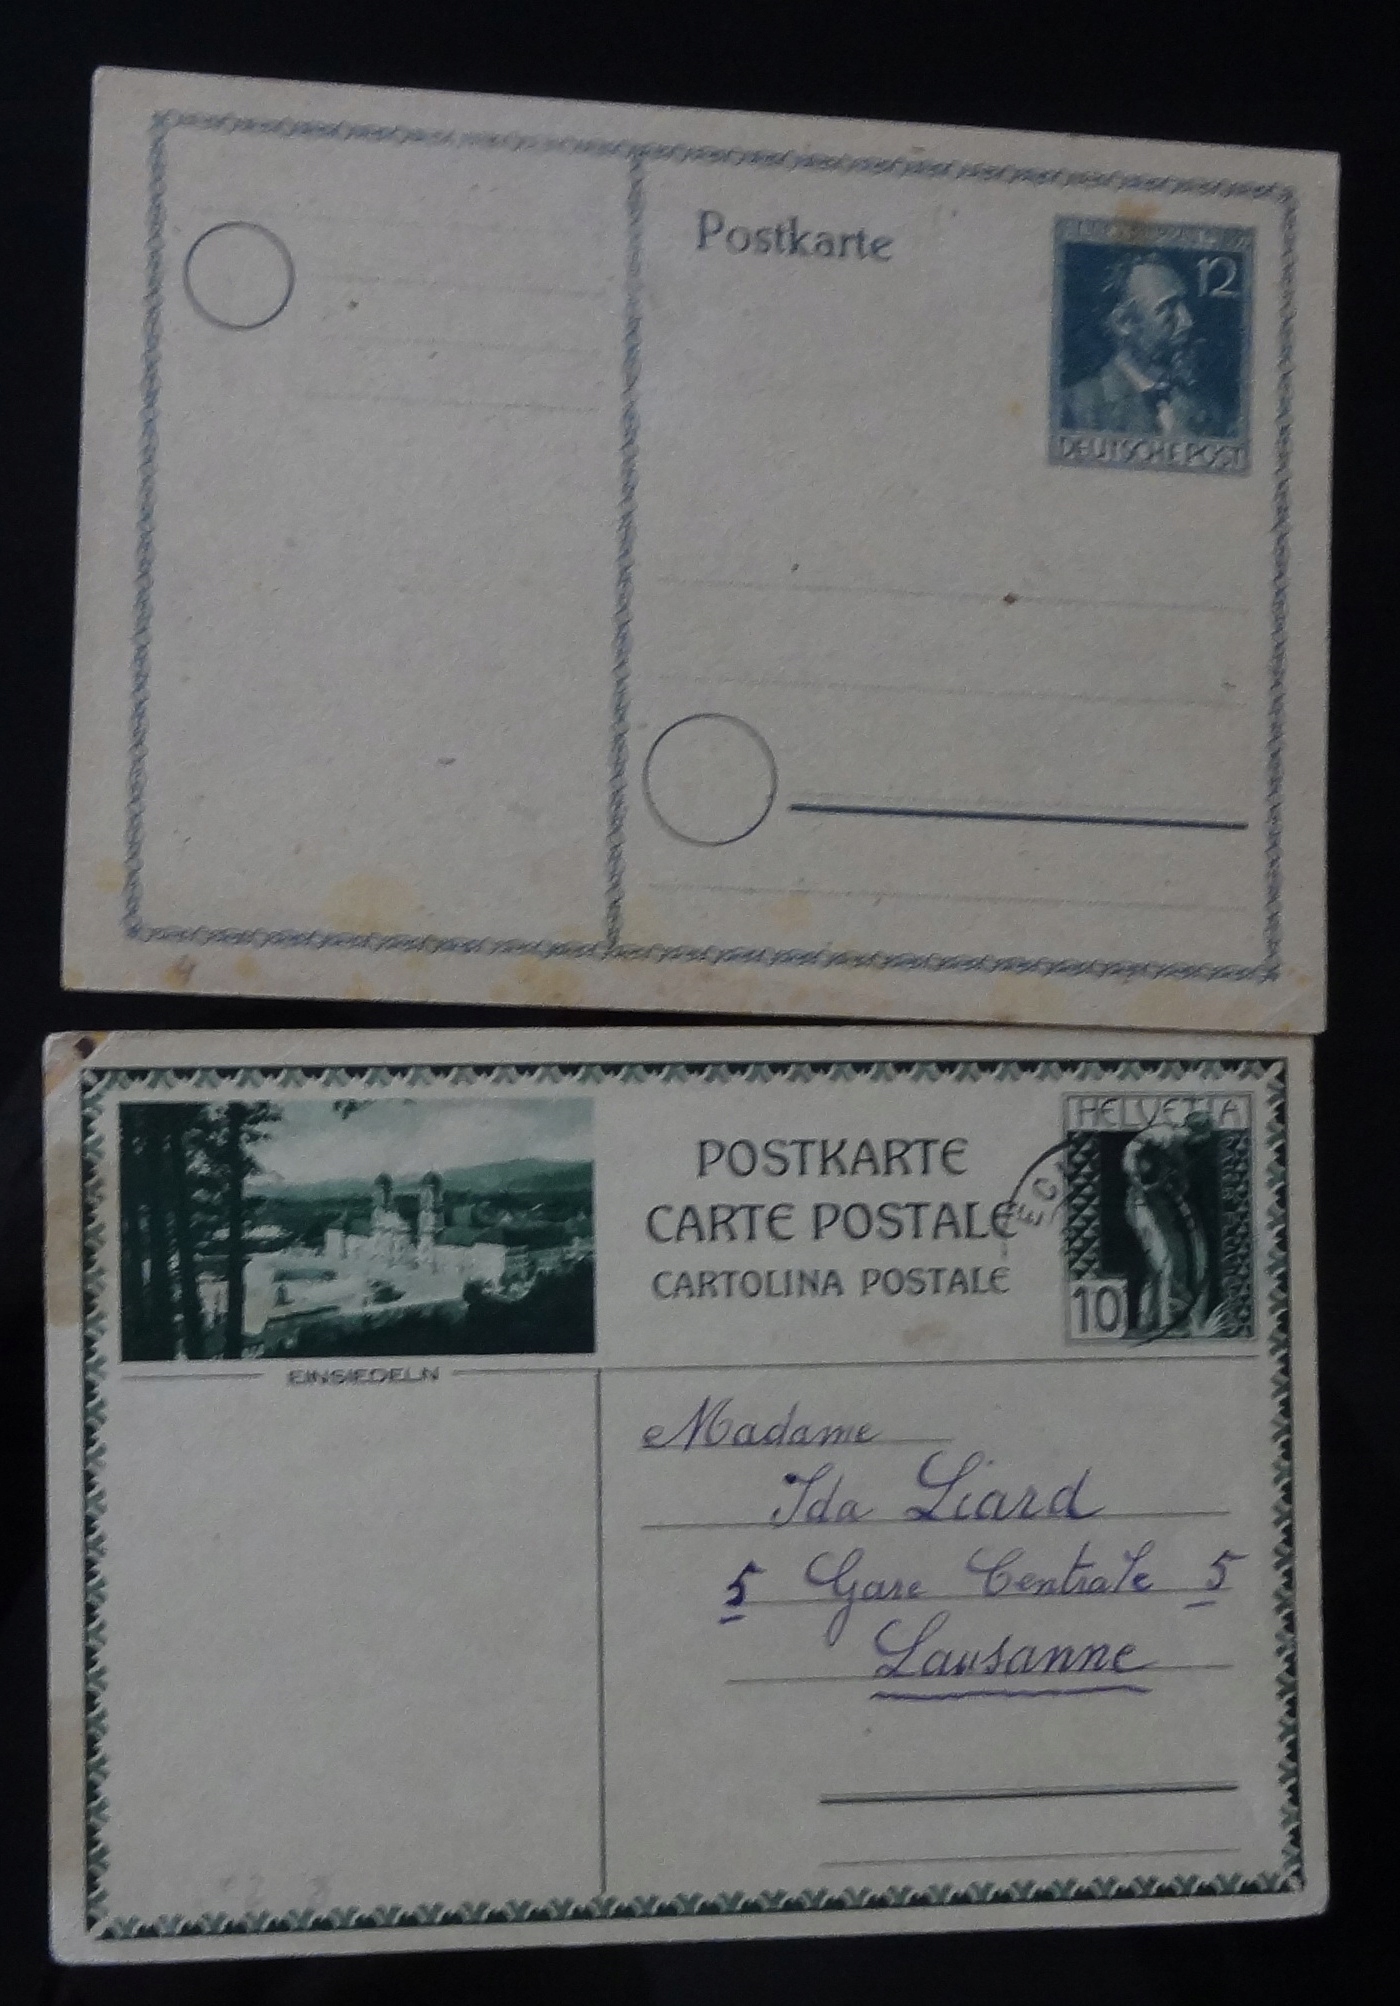 Postkarte
12
DEUTSCHE POST
POSTKARTE
CARTE POSTALE
CARTOLINA POSTALE
HELVETIA
10
EINSIEDELN
Madame
Ida Liard
5 Gare Centrale 5
Lausanne